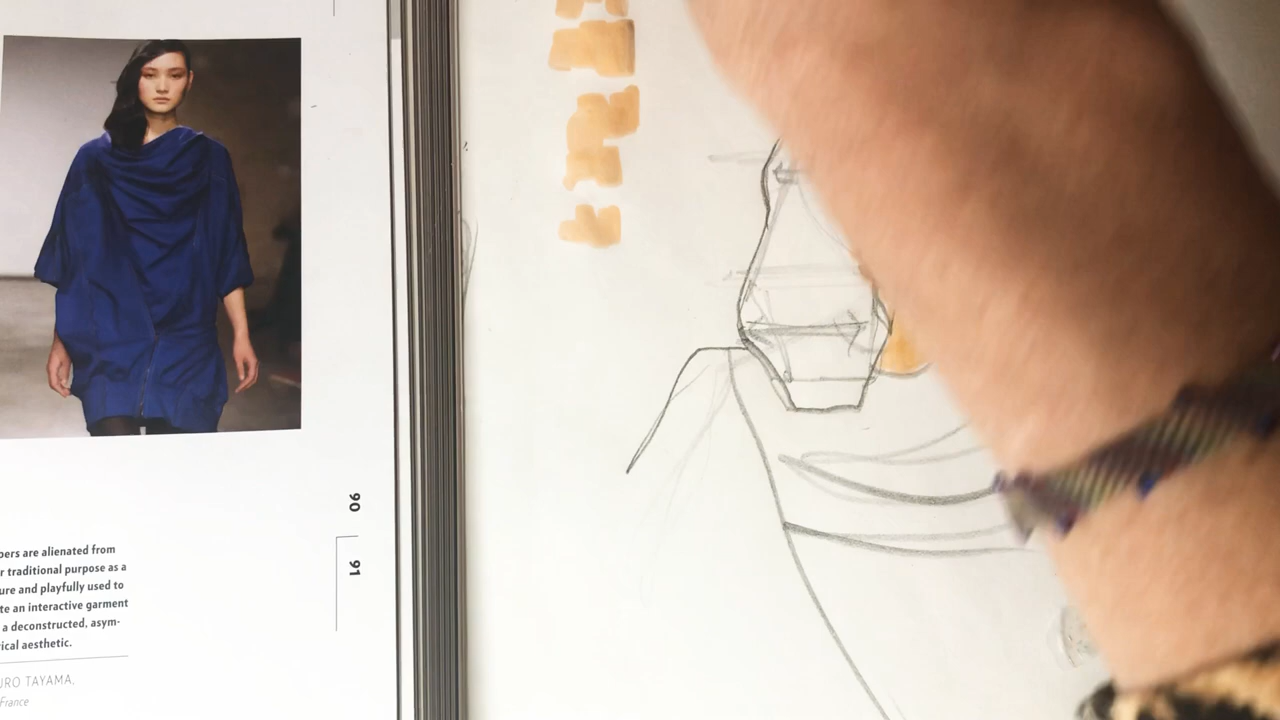 90
91
pers are alienated from
r traditional purpose as a
ure and playfully used to
te an interactive garment
a deconstructed, asym-
rical aesthetic.
URO TAYAMA,
France